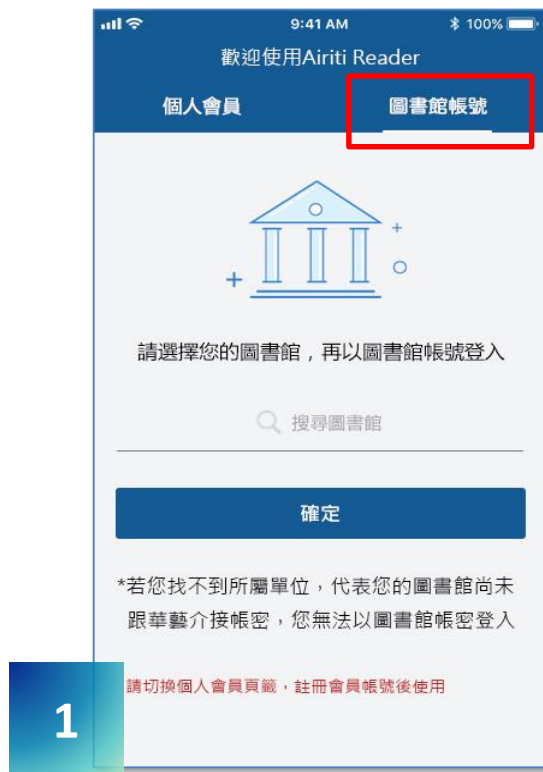 9:41 AM
100%
歡迎使用Airiti Reader
個人會員
圖書館帳號
請選擇您的圖書館，再以圖書館帳號登入
搜尋圖書館
確定
*若您找不到所屬單位，代表您的圖書館尚未
跟華藝介接帳密，您無法以圖書館帳密登入
請切換個人會員頁籤，註冊會員帳號後使用
1